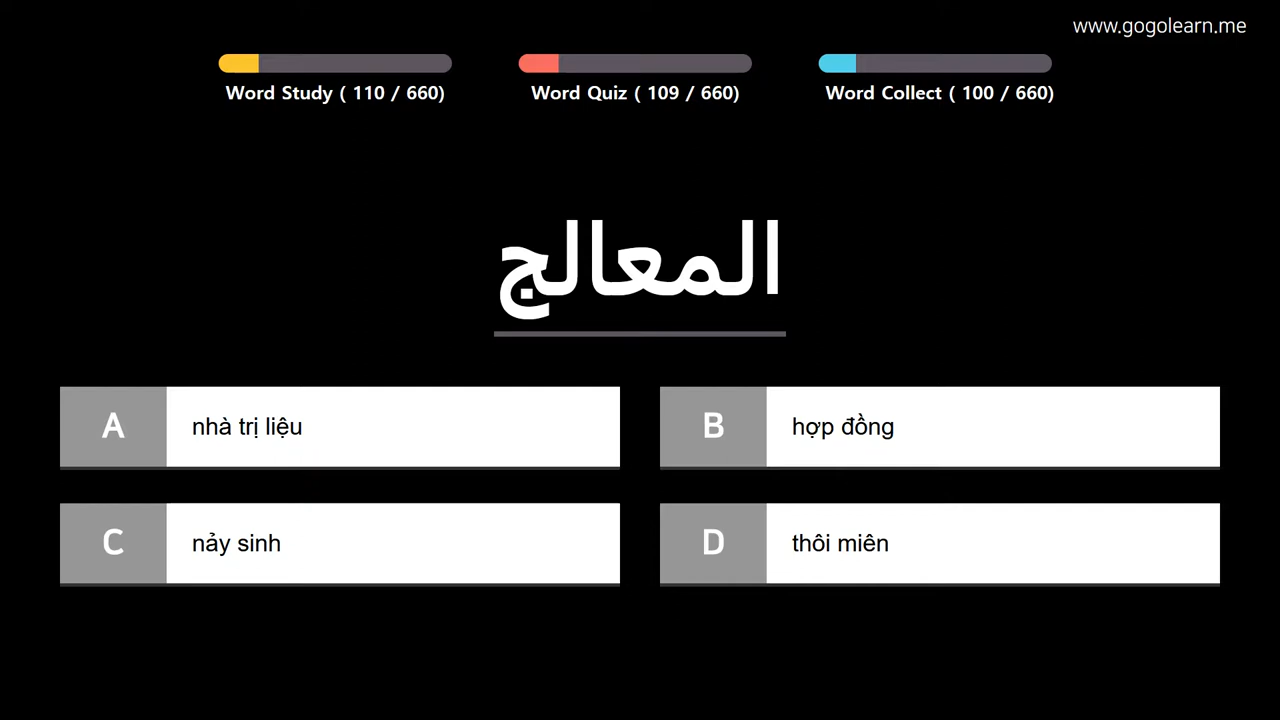 www.gogolearn.me
Word Study ( 110 / 660)
Word Quiz ( 109 / 660)
Word Collect ( 100 / 660)
المعالج
A nhà trị liệu
B hợp đồng
C nảy sinh
D thôi miên